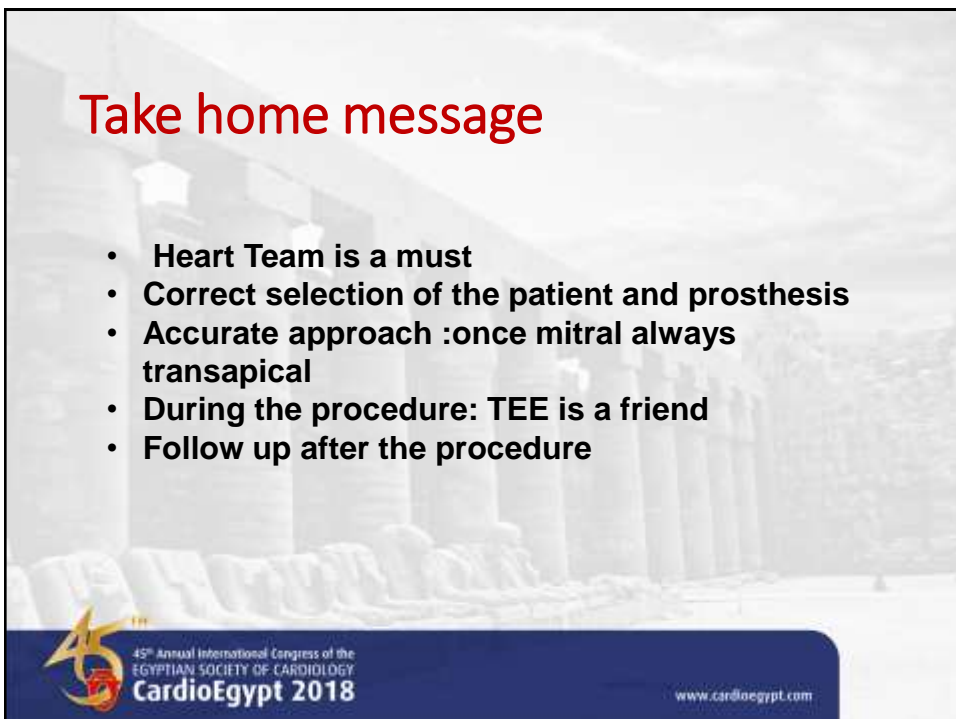 Take home message
• Heart Team is a must
• Correct selection of the patient and prosthesis
• Accurate approach :once mitral always
transapical
• During the procedure: TEE is a friend
• Follow up after the procedure
45 TH
45th Annual International Congress of the
EGYPTIAN SOCIETY OF CARDIOLOGY
CardioEgypt 2018
www.cardioegypt.com